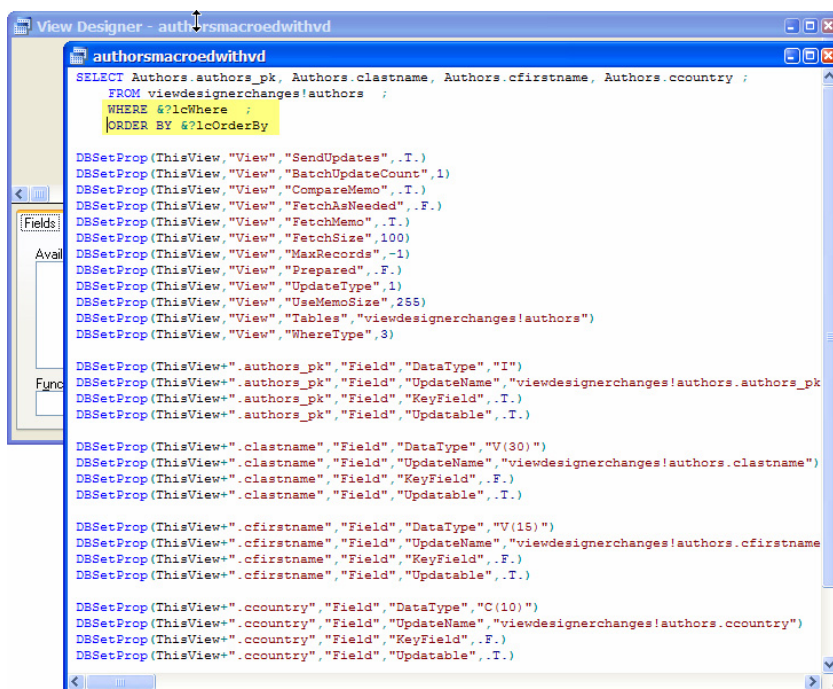 View Designer - authorsmacroedwithvd
authorsmacroedwithvd
SELECT Authors.authors_pk, Authors.clastname, Authors.cfirstname, Authors.ccountry ;
FROM viewdesignerchanges!authors ;
WHERE &?lcWhere ;
ORDER BY &?lcOrderBy
DBSetProp(ThisView,"View","SendUpdates",.T.)
DBSetProp(ThisView,"View","BatchUpdateCount",1)
DBSetProp(ThisView,"View","CompareMemo",.T.)
DBSetProp(ThisView,"View","FetchAsNeeded",.F.)
DBSetProp(ThisView,"View","FetchMemo",.T.)
DBSetProp(ThisView,"View","FetchSize",100)
DBSetProp(ThisView,"View","MaxRecords",-1)
DBSetProp(ThisView,"View","Prepared",.F.)
DBSetProp(ThisView,"View","UpdateType",1)
DBSetProp(ThisView,"View","UseMemoSize",255)
DBSetProp(ThisView,"View","Tables","viewdesignerchanges!authors")
DBSetProp(ThisView,"View","WhereType",3)
Fields
Avail
DBSetProp(ThisView+".authors_pk","Field","DataType","I")
DBSetProp(ThisView+".authors_pk","Field","UpdateName","viewdesignerchanges!authors.authors_pk
DBSetProp(ThisView+".authors_pk","Field","KeyField",.T.)
DBSetProp(ThisView+".authors_pk","Field","Updatable",.T.)
Func
DBSetProp(ThisView+".clastname","Field","DataType","V(30)")
DBSetProp(ThisView+".clastname","Field","UpdateName","viewdesignerchanges!authors.clastname")
DBSetProp(ThisView+".clastname","Field","KeyField",.F.)
DBSetProp(ThisView+".clastname","Field","Updatable",.T.)
DBSetProp(ThisView+".cfirstname","Field","DataType","V(15)")
DBSetProp(ThisView+".cfirstname","Field","UpdateName","viewdesignerchanges!authors.cfirstname
DBSetProp(ThisView+".cfirstname","Field","KeyField",.F.)
DBSetProp(ThisView+".cfirstname","Field","Updatable",.T.)
DBSetProp(ThisView+".ccountry","Field","DataType","C(10)")
DBSetProp(ThisView+".ccountry","Field","UpdateName","viewdesignerchanges!authors.ccountry")
DBSetProp(ThisView+".ccountry","Field","KeyField",.F.)
DBSetProp(ThisView+".ccountry","Field","Updatable",.T.)